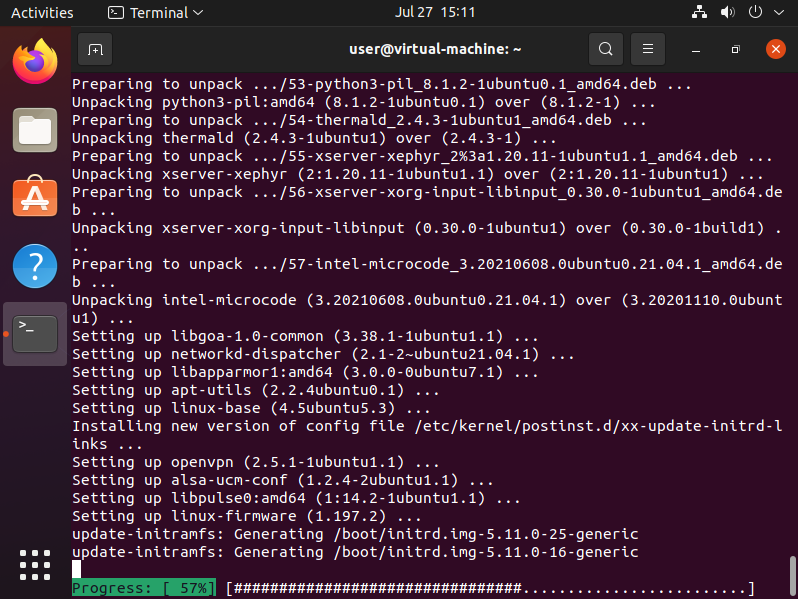 Activities
Terminal
Jul 27 15:11
user@virtual-machine: ~
Preparing to unpack .../53-python3-pil_8.1.2-1ubuntu0.1_amd64.deb ...
Unpacking python3-pil:amd64 (8.1.2-1ubuntu0.1) over (8.1.2-1) ...
Preparing to unpack .../54-thermald_2.4.3-1ubuntu1_amd64.deb ...
Unpacking thermald (2.4.3-1ubuntu1) over (2.4.3-1) ...
Preparing to unpack .../55-xserver-xephyr_2%3a1.20.11-1ubuntu1.1_amd64.deb ...
Unpacking xserver-xephyr (2:1.20.11-1ubuntu1.1) over (2:1.20.11-1ubuntu1) ...
Preparing to unpack .../56-xserver-xorg-input-libinput_0.30.0-1ubuntu1_amd64.de
b ...
Unpacking xserver-xorg-input-libinput (0.30.0-1ubuntu1) over (0.30.0-1build1) .
..
Preparing to unpack .../57-intel-microcode_3.20210608.0ubuntu0.21.04.1_amd64.de
b ...
Unpacking intel-microcode (3.20210608.0ubuntu0.21.04.1) over (3.20201110.0ubunt
u1) ...
Setting up libgoa-1.0-common (3.38.1-1ubuntu1.1) ...
Setting up networkd-dispatcher (2.1-2~ubuntu21.04.1) ...
Setting up libapparmor1:amd64 (3.0.0-0ubuntu7.1) ...
Setting up apt-utils (2.2.4ubuntu0.1) ...
Setting up linux-base (4.5ubuntu5.3) ...
Installing new version of config file /etc/kernel/postinst.d/xx-update-initrd-l
inks ...
Setting up openvpn (2.5.1-1ubuntu1.1) ...
Setting up alsa-ucm-conf (1.2.4-2ubuntu1.1) ...
Setting up libpulse0:amd64 (1:14.2-1ubuntu1.1) ...
Setting up linux-firmware (1.197.2) ...
update-initramfs: Generating /boot/initrd.img-5.11.0-25-generic
update-initramfs: Generating /boot/initrd.img-5.11.0-16-generic
Progress: [ 57%] [################################.........................]